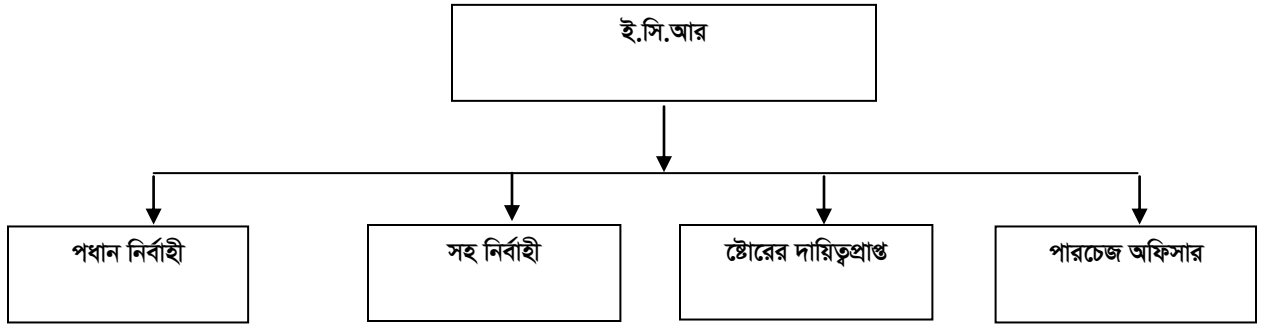 ই.সি.আর
পধান নির্বাহী
সহ নির্বাহী
ষ্টোরের দায়িত্বপ্রাপ্ত
পারচেজ অফিসার